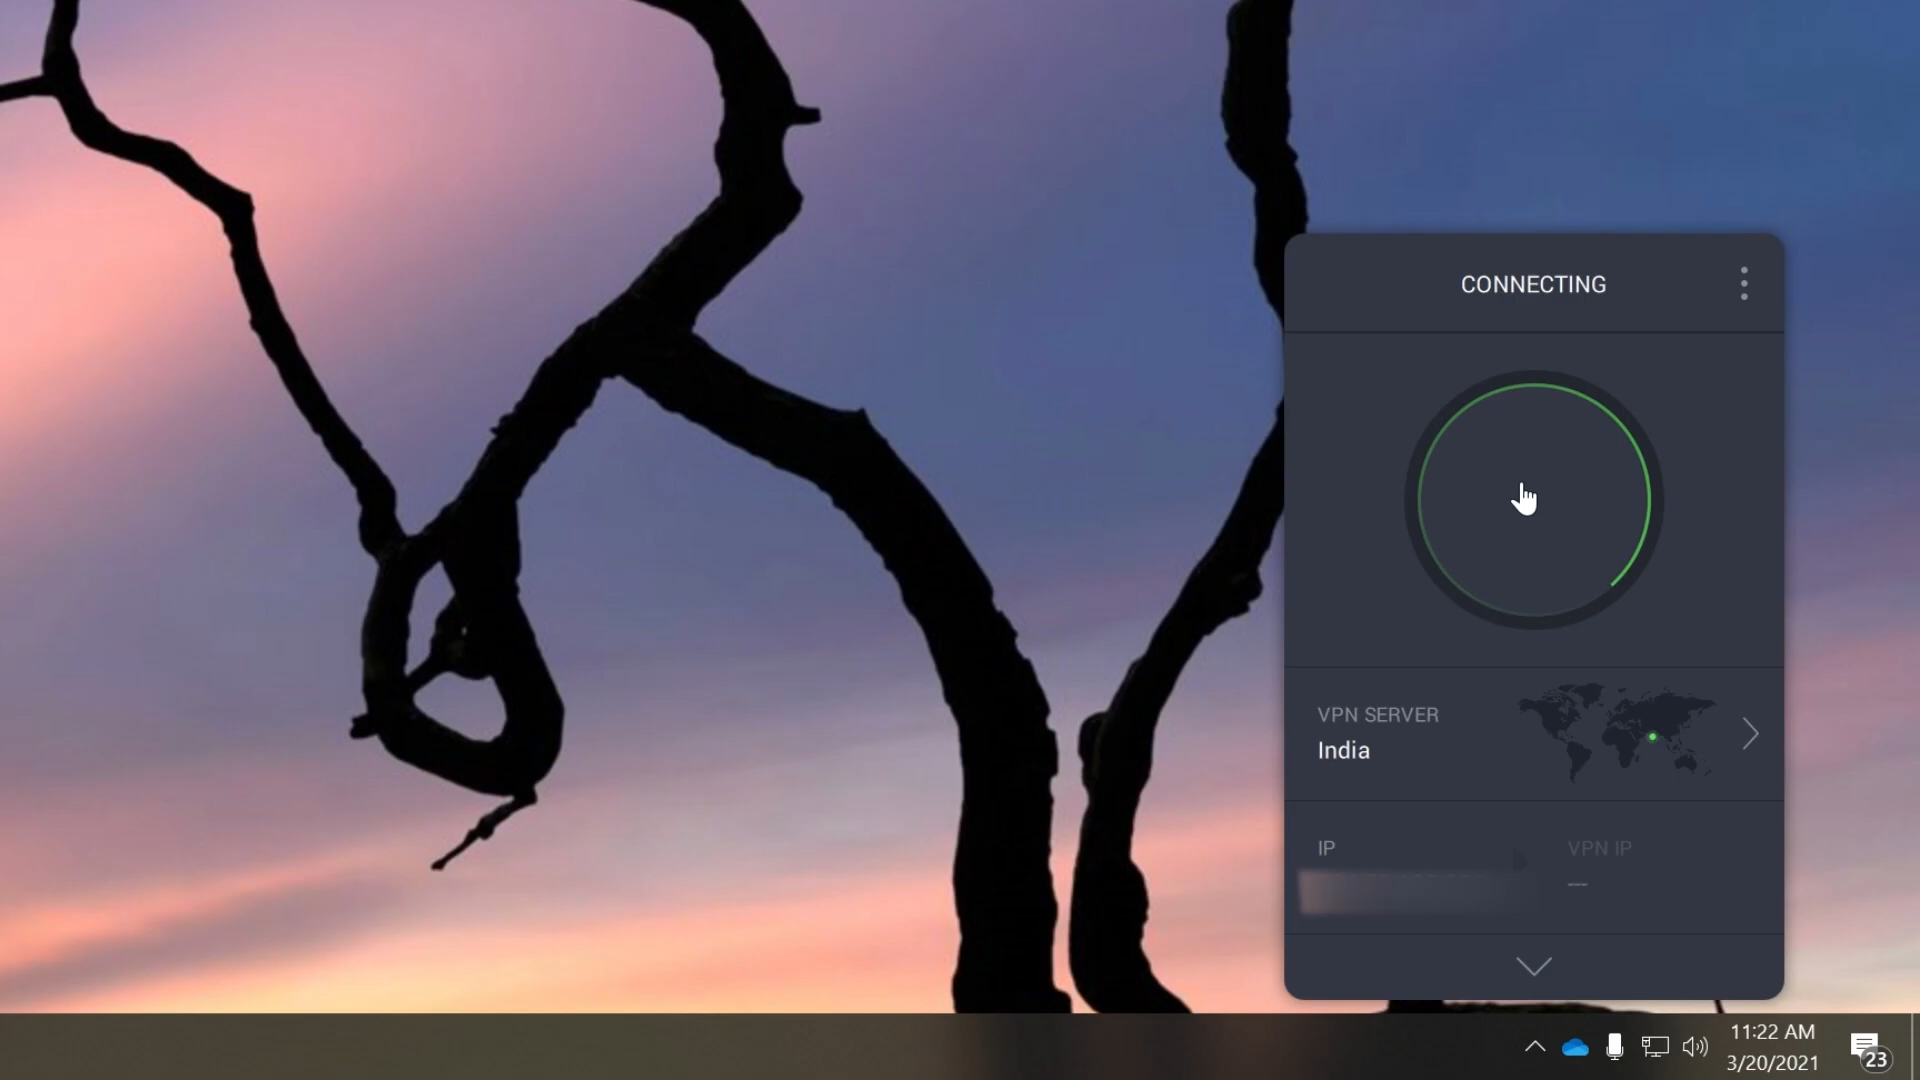 CONNECTING
VPN SERVER
India
IP
VPN IP
---
11:22 AM
3/20/2021
23